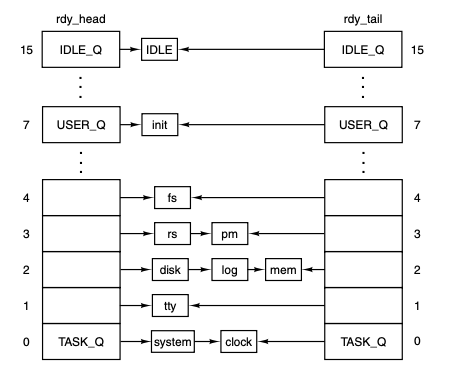 rdy_head rdy_tail
15 IDLE_Q IDLE IDLE_Q 15
7 USER_Q init USER_Q 7
4 fs 4
3 rs pm 3
2 disk log mem 2
1 tty 1
0 TASK_Q system clock TASK_Q 0